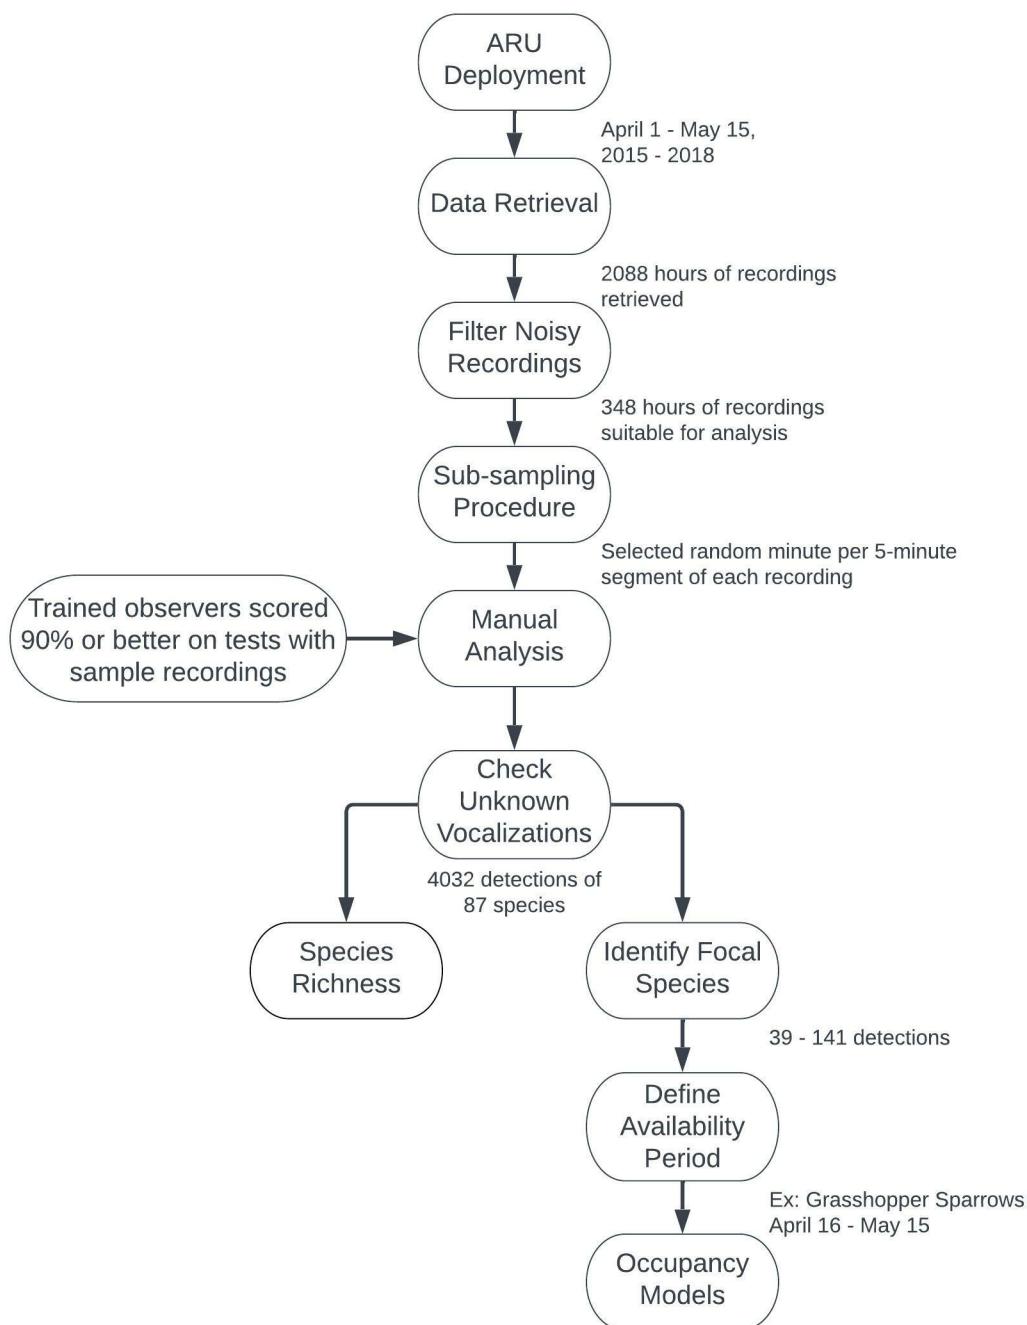 ARU
Deployment
April 1 - May 15,
2015 - 2018
Data Retrieval
2088 hours of recordings
retrieved
Filter Noisy
Recordings
348 hours of recordings
suitable for analysis
Sub-sampling
Procedure
Selected random minute per 5-minute
segment of each recording
Trained observers scored
90% or better on tests with
sample recordings
Manual
Analysis
Check
Unknown
Vocalizations
4032 detections of
87 species
Species
Richness
Identify Focal
Species
39 - 141 detections
Define
Availability
Period
Ex: Grasshopper Sparrows
April 16 - May 15
Occupancy
Models